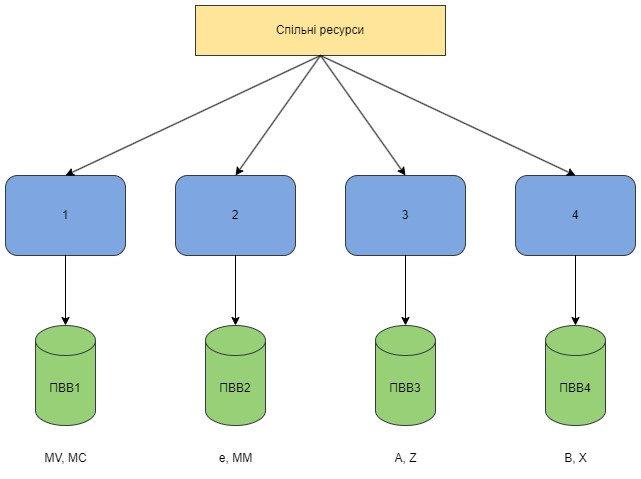 Спільні ресурси
1
2
3
4
ПВВ1
ПВВ2
ПВВ3
ПВВ4
MV, MC
e, MM
A, Z
B, X